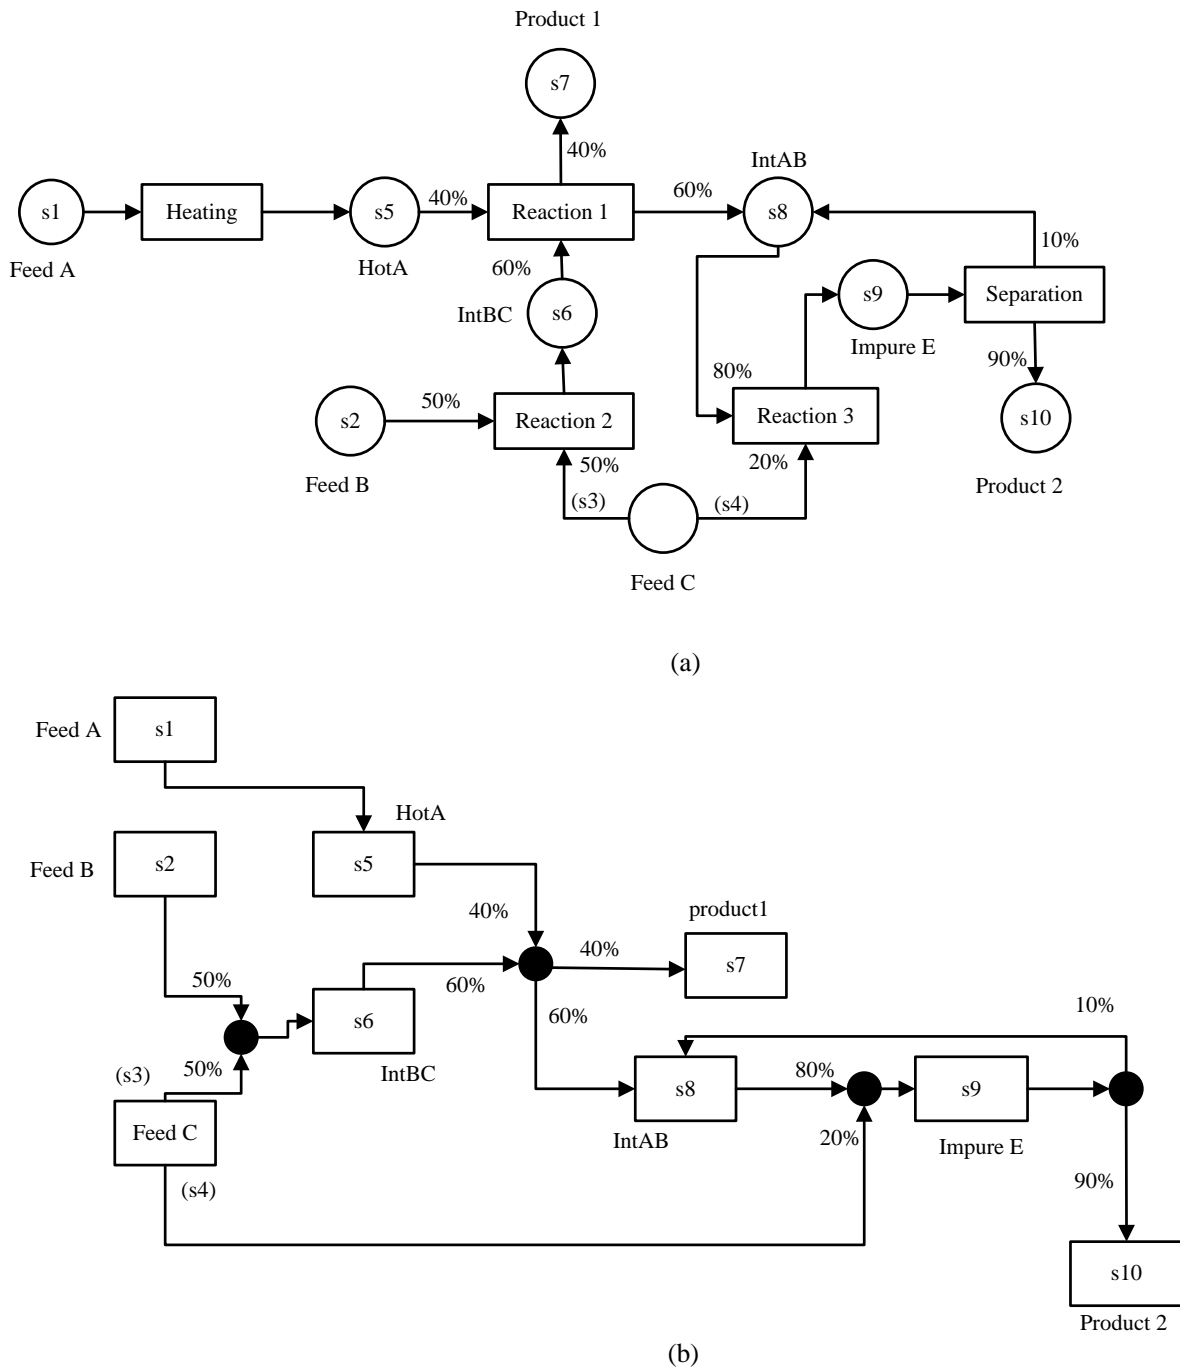 Product 1
s7
40%
IntAB
s1
Heating
s5
40%
Reaction 1
60%
s8
Feed A
HotA
60%
10%
IntBC
s6
s9
Separation
Impure E
80%
90%
s2
50%
Reaction 2
Reaction 3
s10
Feed B
50%
20%
Product 2
(s3)
(s4)
Feed C
(a)
Feed A
s1
HotA
Feed B
s2
s5
40%
product1
40%
s7
50%
60%
s6
60%
10%
(s3)
50%
IntBC
s8
80%
s9
Feed C
IntAB
20%
Impure E
(s4)
90%
s10
Product 2
(b)